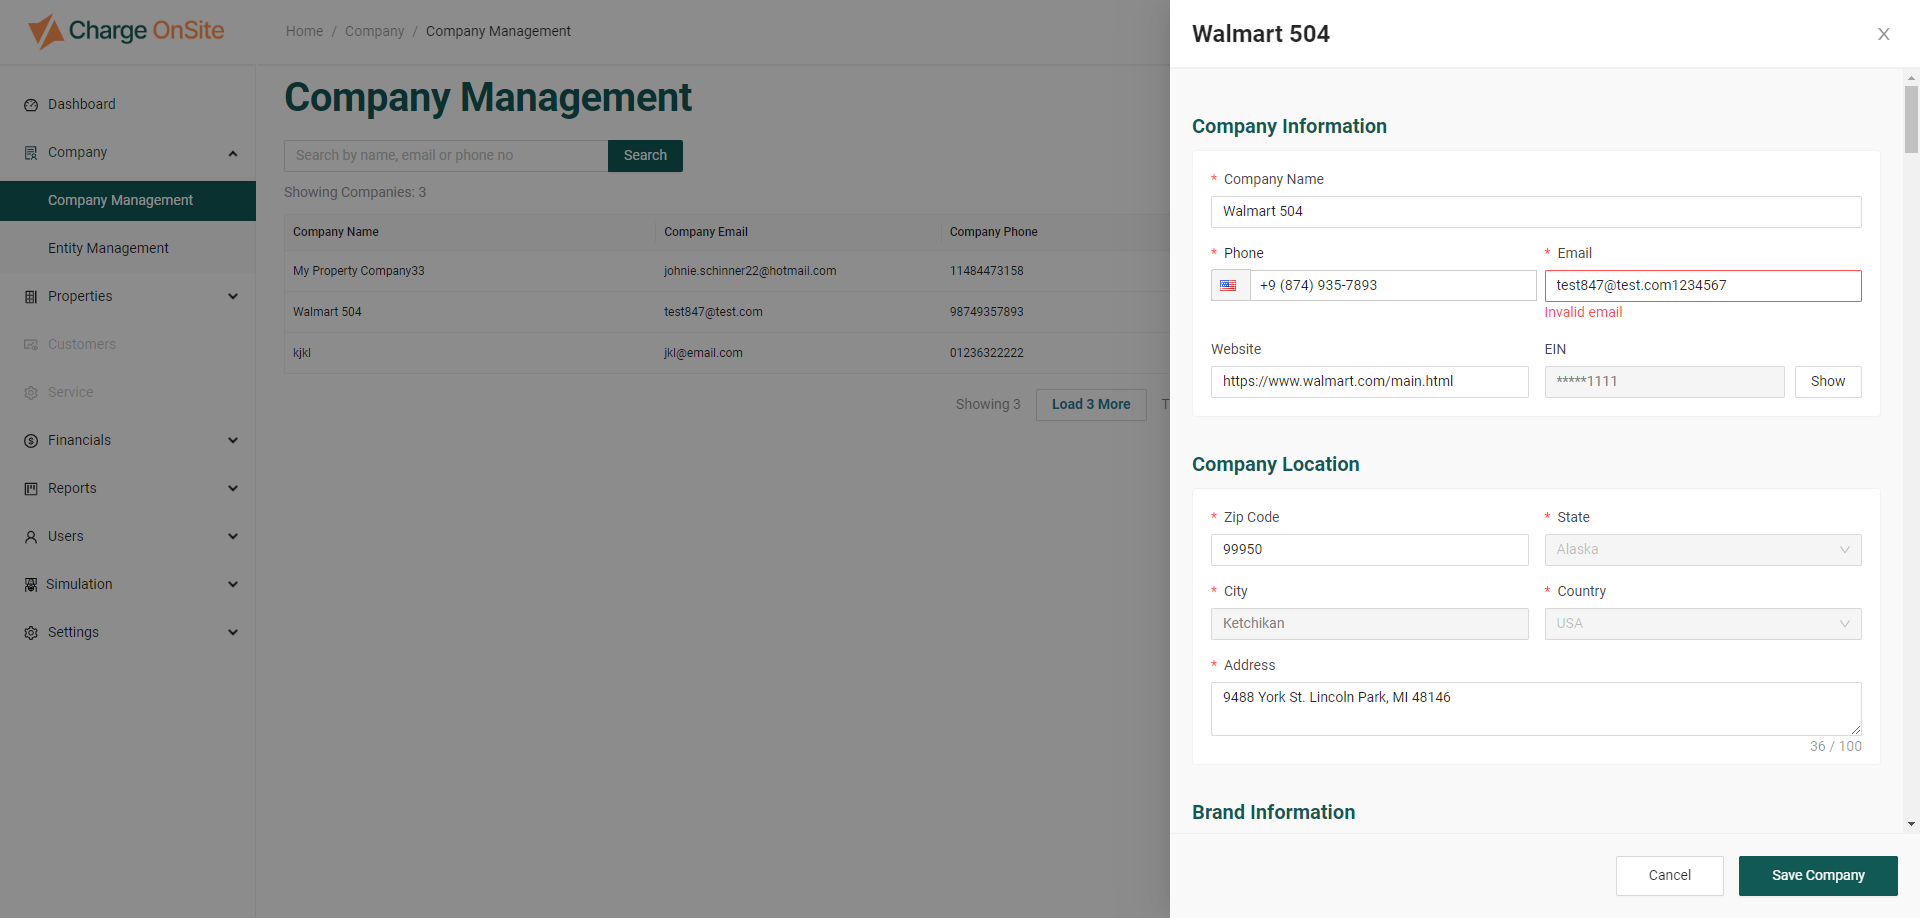 Charge OnSite
Home / Company / Company Management
Dashboard
Company
Company Management
Entity Management
Properties
Customers
Service
Financials
Reports
Users
Simulation
Settings
Company Management
Search by name, email or phone no
Search
Showing Companies: 3
Company Name Company Email Company Phone
My Property Company33 johnie.schinner22@hotmail.com 11484473158
Walmart 504 test847@test.com 98749357893
kjkl jkl@email.com 01236322222
Showing 3 Load 3 More T
Walmart 504
Company Information
* Company Name
Walmart 504
* Phone * Email
+9 (874) 935-7893 test847@test.com1234567
Invalid email
Website EIN
https://www.walmart.com/main.html *****1111 Show
Company Location
* Zip Code * State
99950 Alaska
* City * Country
Ketchikan USA
* Address
9488 York St. Lincoln Park, MI 48146
36 / 100
Brand Information
Cancel Save Company